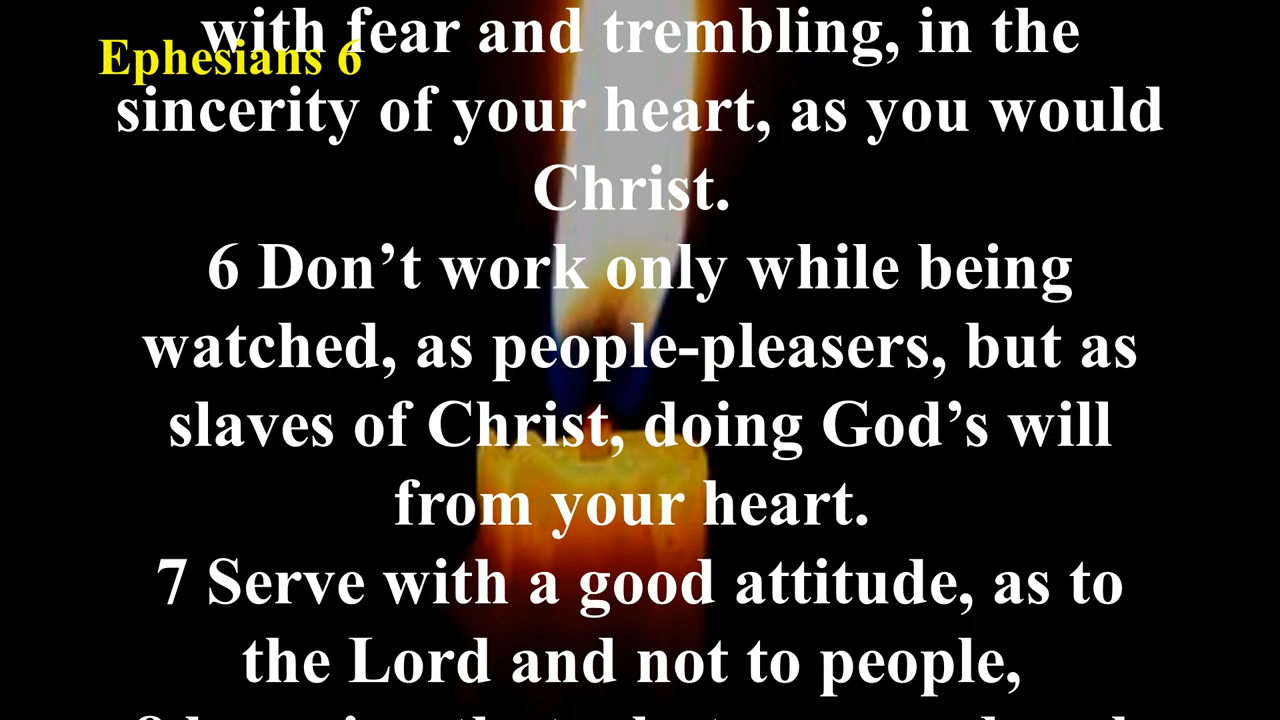 with fear and trembling, in the
Ephesians 6
sincerity of your heart, as you would
Christ.
6 Don’t work only while being
watched, as people-pleasers, but as
slaves of Christ, doing God’s will
from your heart.
7 Serve with a good attitude, as to
the Lord and not to people,